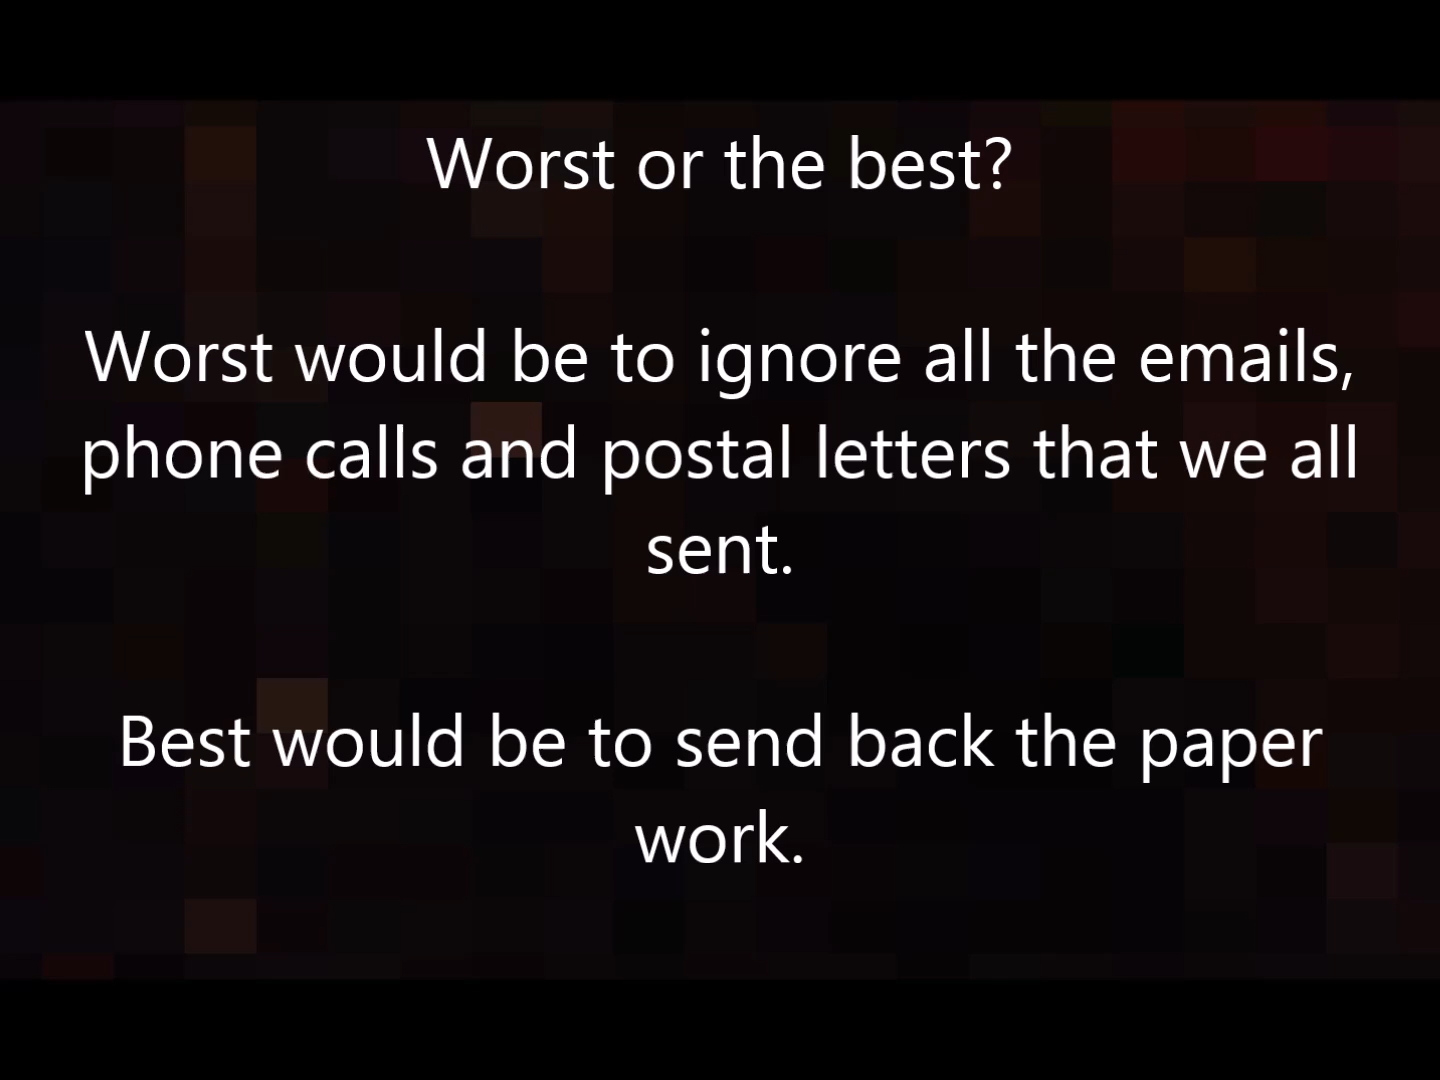 Worst or the best?
Worst would be to ignore all the emails,
phone calls and postal letters that we all
sent.
Best would be to send back the paper
work.